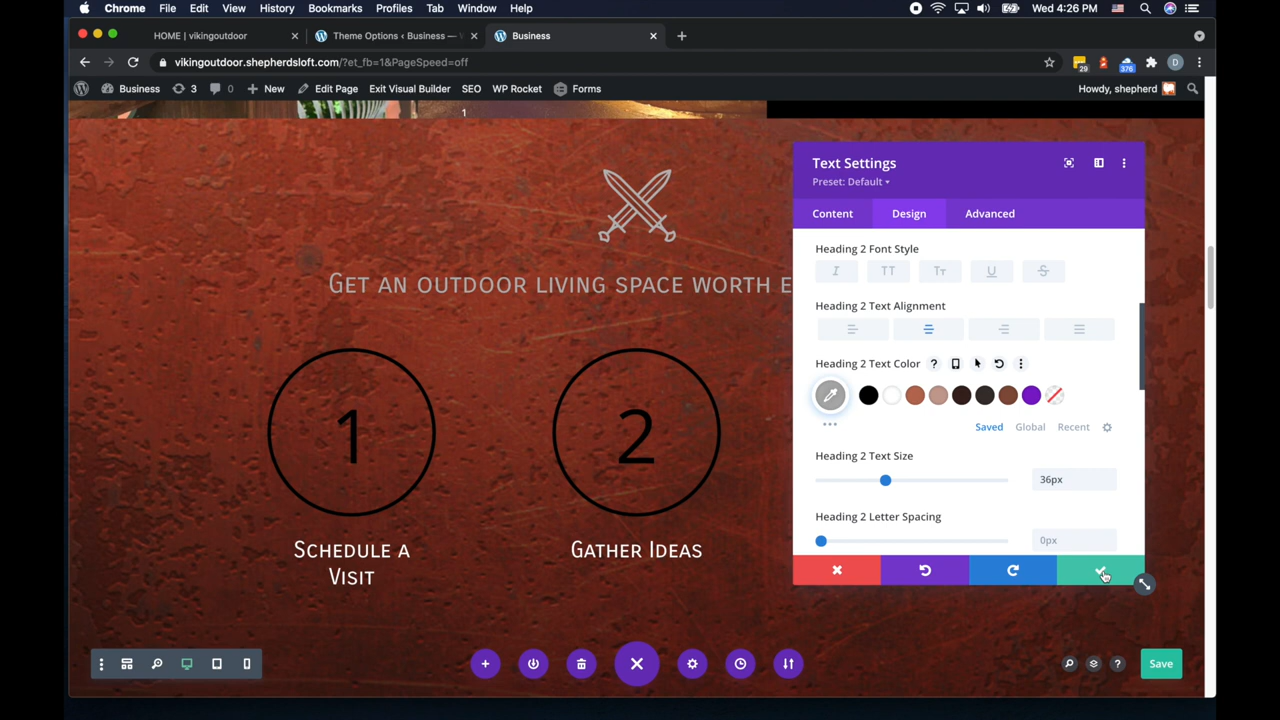 Chrome File Edit View History Bookmarks Profiles Tab Window Help Wed 4:26 PM
HOME | vikingoutdoor Theme Options ‹ Business — Business
vikingoutdoor.shepherdsloft.com/?et_fb=1&PageSpeed=off 29 376 D
Business 3 0 New Edit Page Exit Visual Builder SEO WP Rocket Forms Howdy, shepherd
1
Text Settings
Preset: Default
Content Design Advanced
Heading 2 Font Style
I TT Tт U S
Heading 2 Text Alignment
Heading 2 Text Color ?
Saved Global Recent
Heading 2 Text Size
36px
Heading 2 Letter Spacing
0px
Get an outdoor living space worth e
1 2
Schedule a
Visit
Gather Ideas
? Save